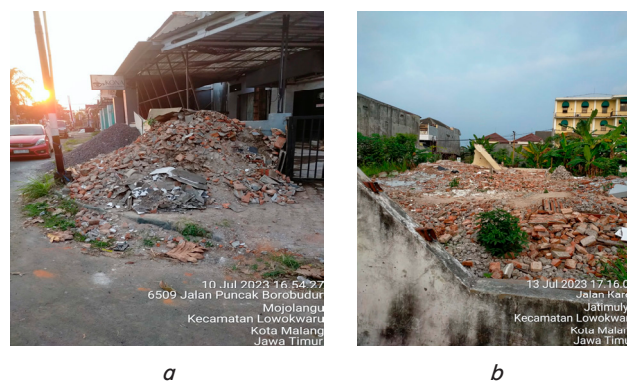 10 Jul 2023 16.54.27
6509 Jalan Puncak Borobudur
Mojolangu
Kecamatan Lowokwaru
Kota Malang
Jawa Timur
13 Jul 2023 17.16.0
Jalan Kar
Jatimuly
Kecamatan Lowokwar
Kota Malan
Jawa Timu
a
b